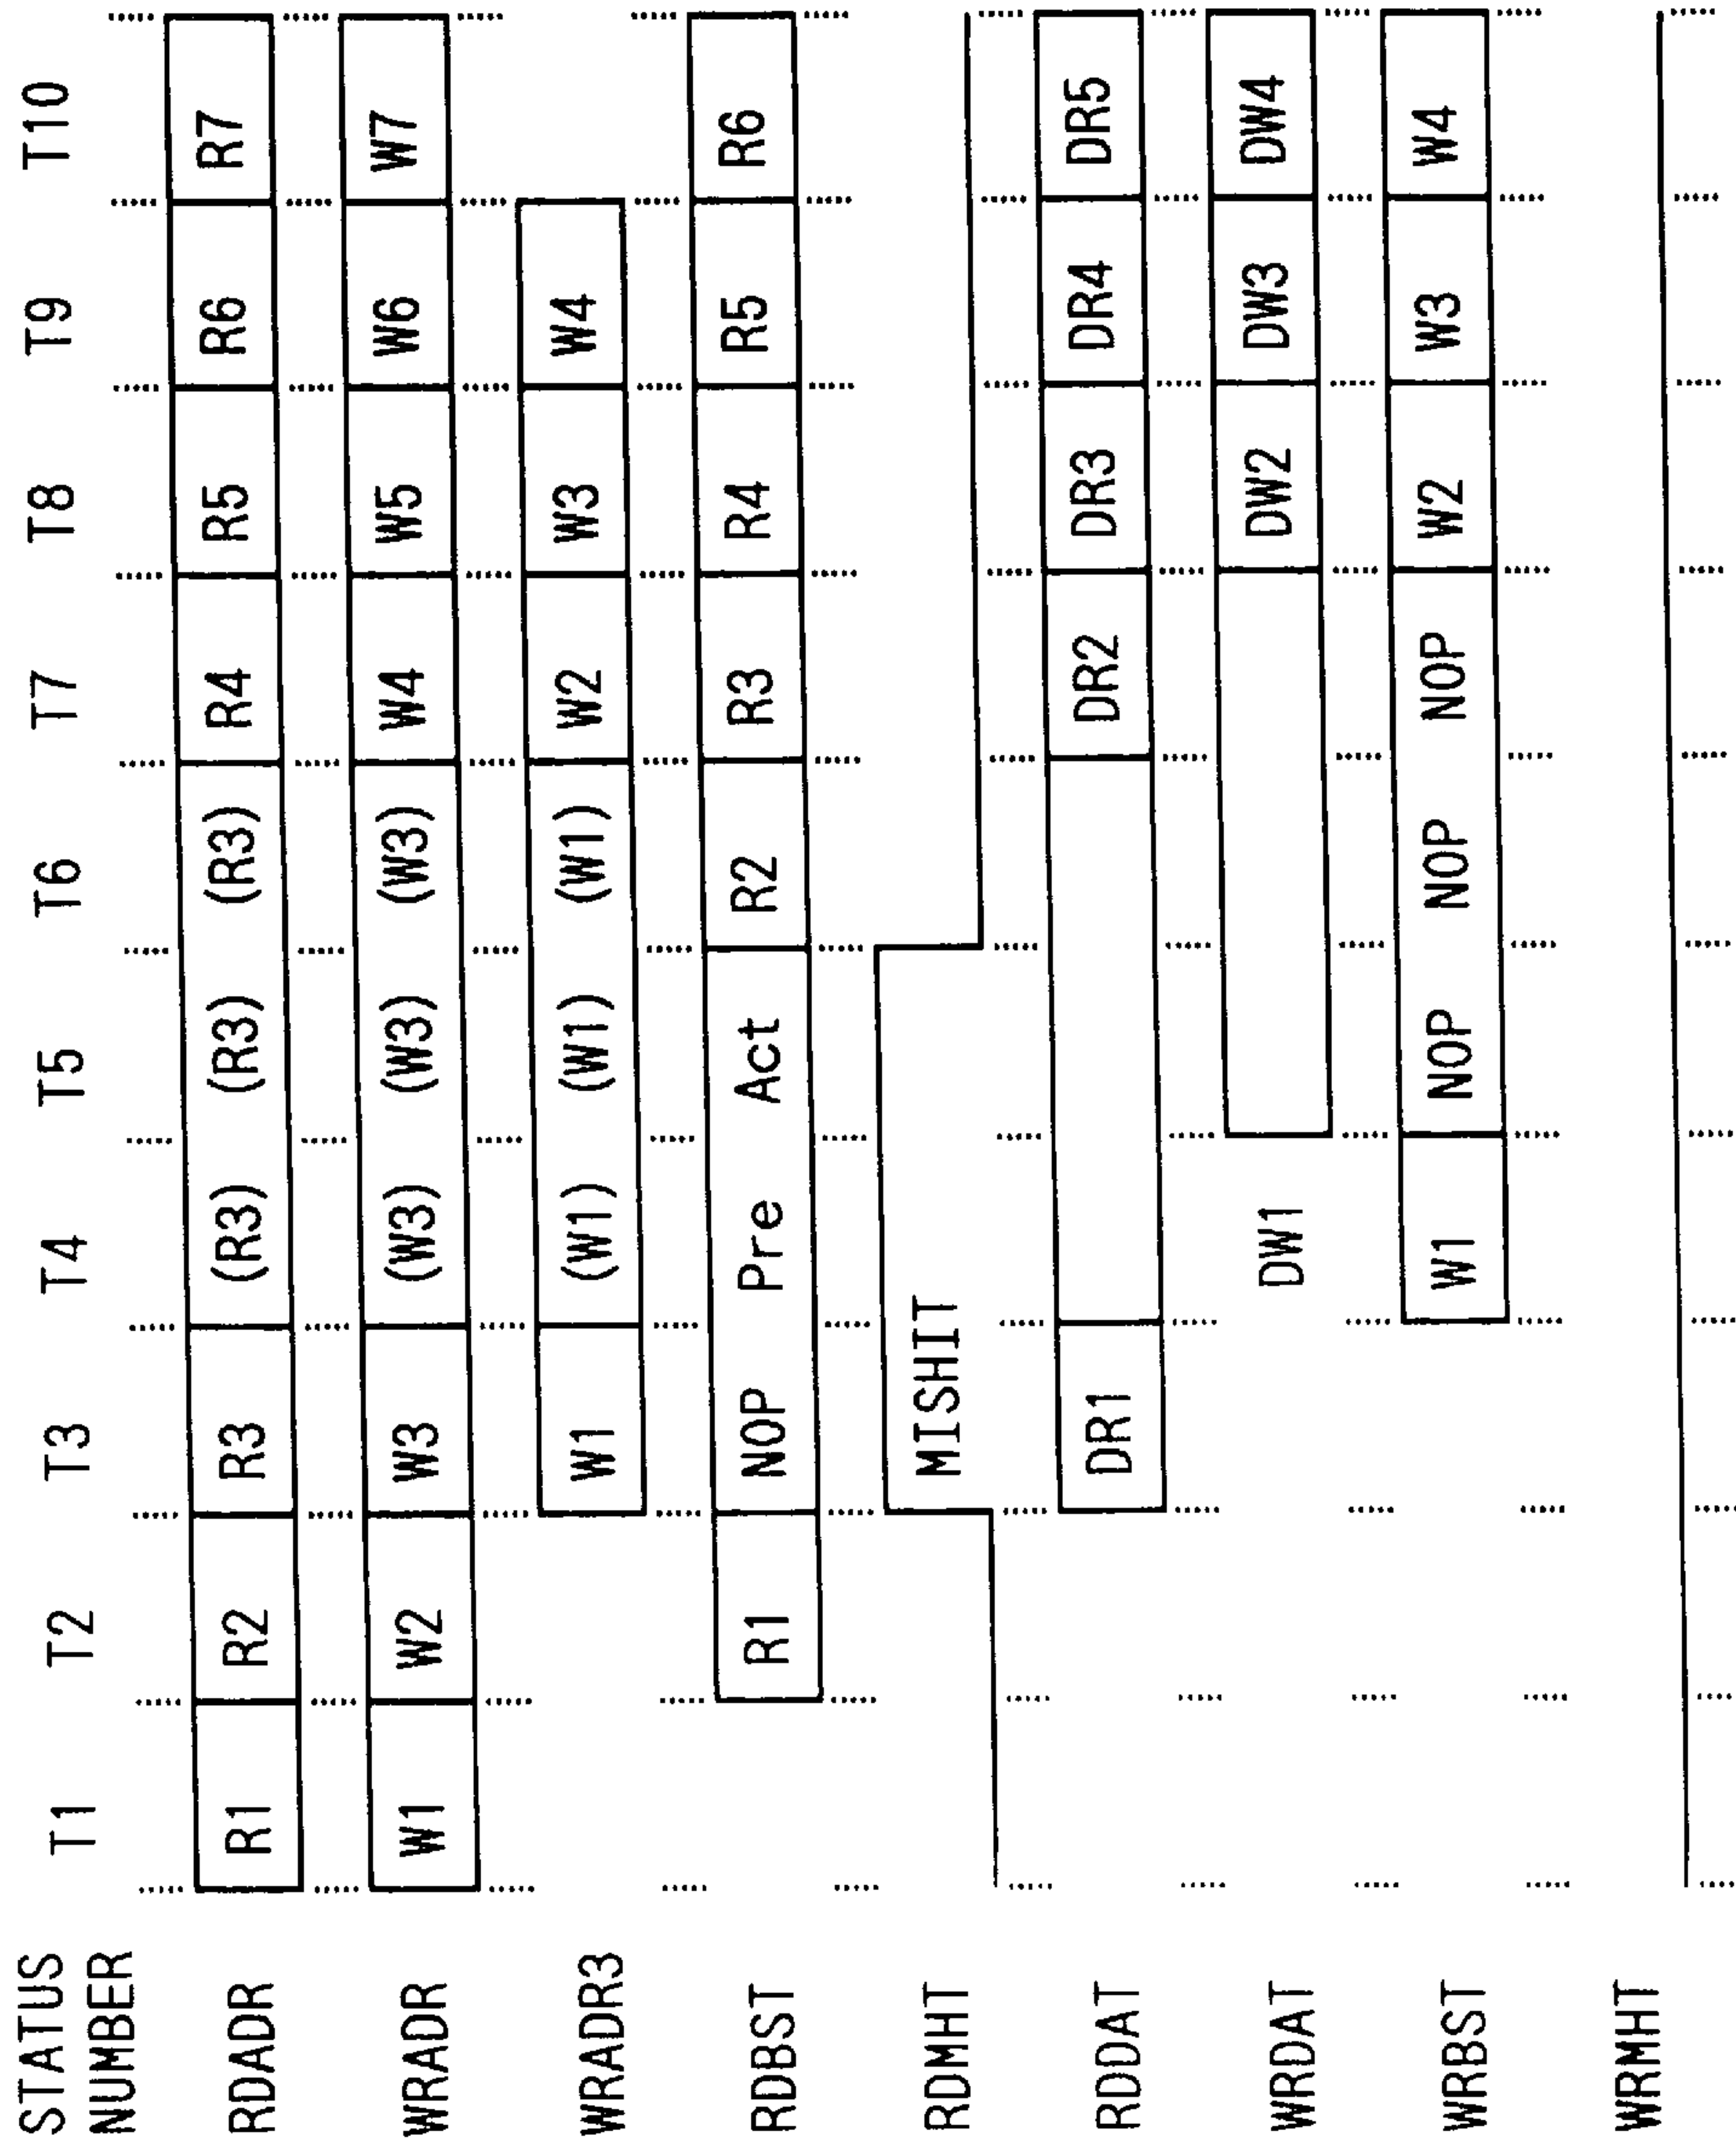 STATUS NUMBER T1 T2 T3 T4 T5 T6 T7 T8 T9 T10
RDADR R1 R2 R3 (R3) (R3) (R3) R4 R5 R6 R7
WRADR W1 W2 W3 (W3) (W3) (W3) W4 W5 W6 W7
WRADR3 W1 (W1) (W1) (W1) W2 W3 W4
RDBST R1 NOP Pre Act R2 R3 R4 R5 R6
RDMHT MISHIT
RDDAT DR1 DR2 DR3 DR4 DR5
WRDAT DW1 DW2 DW3 DW4
WRBST W1 NOP NOP NOP W2 W3 W4
WRMHT